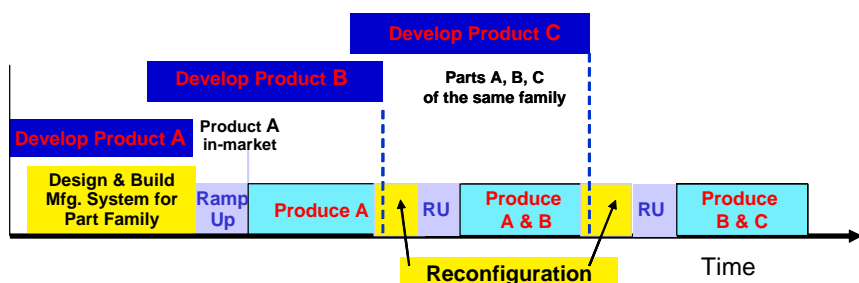 Develop Product C
Develop Product B
Parts A, B, C
of the same family
Develop Product A
Product A
in-market
Design & Build
Mfg. System for
Part Family
Ramp
Up
Produce A
RU
Produce
A & B
RU
Produce
B & C
Reconfiguration
Time